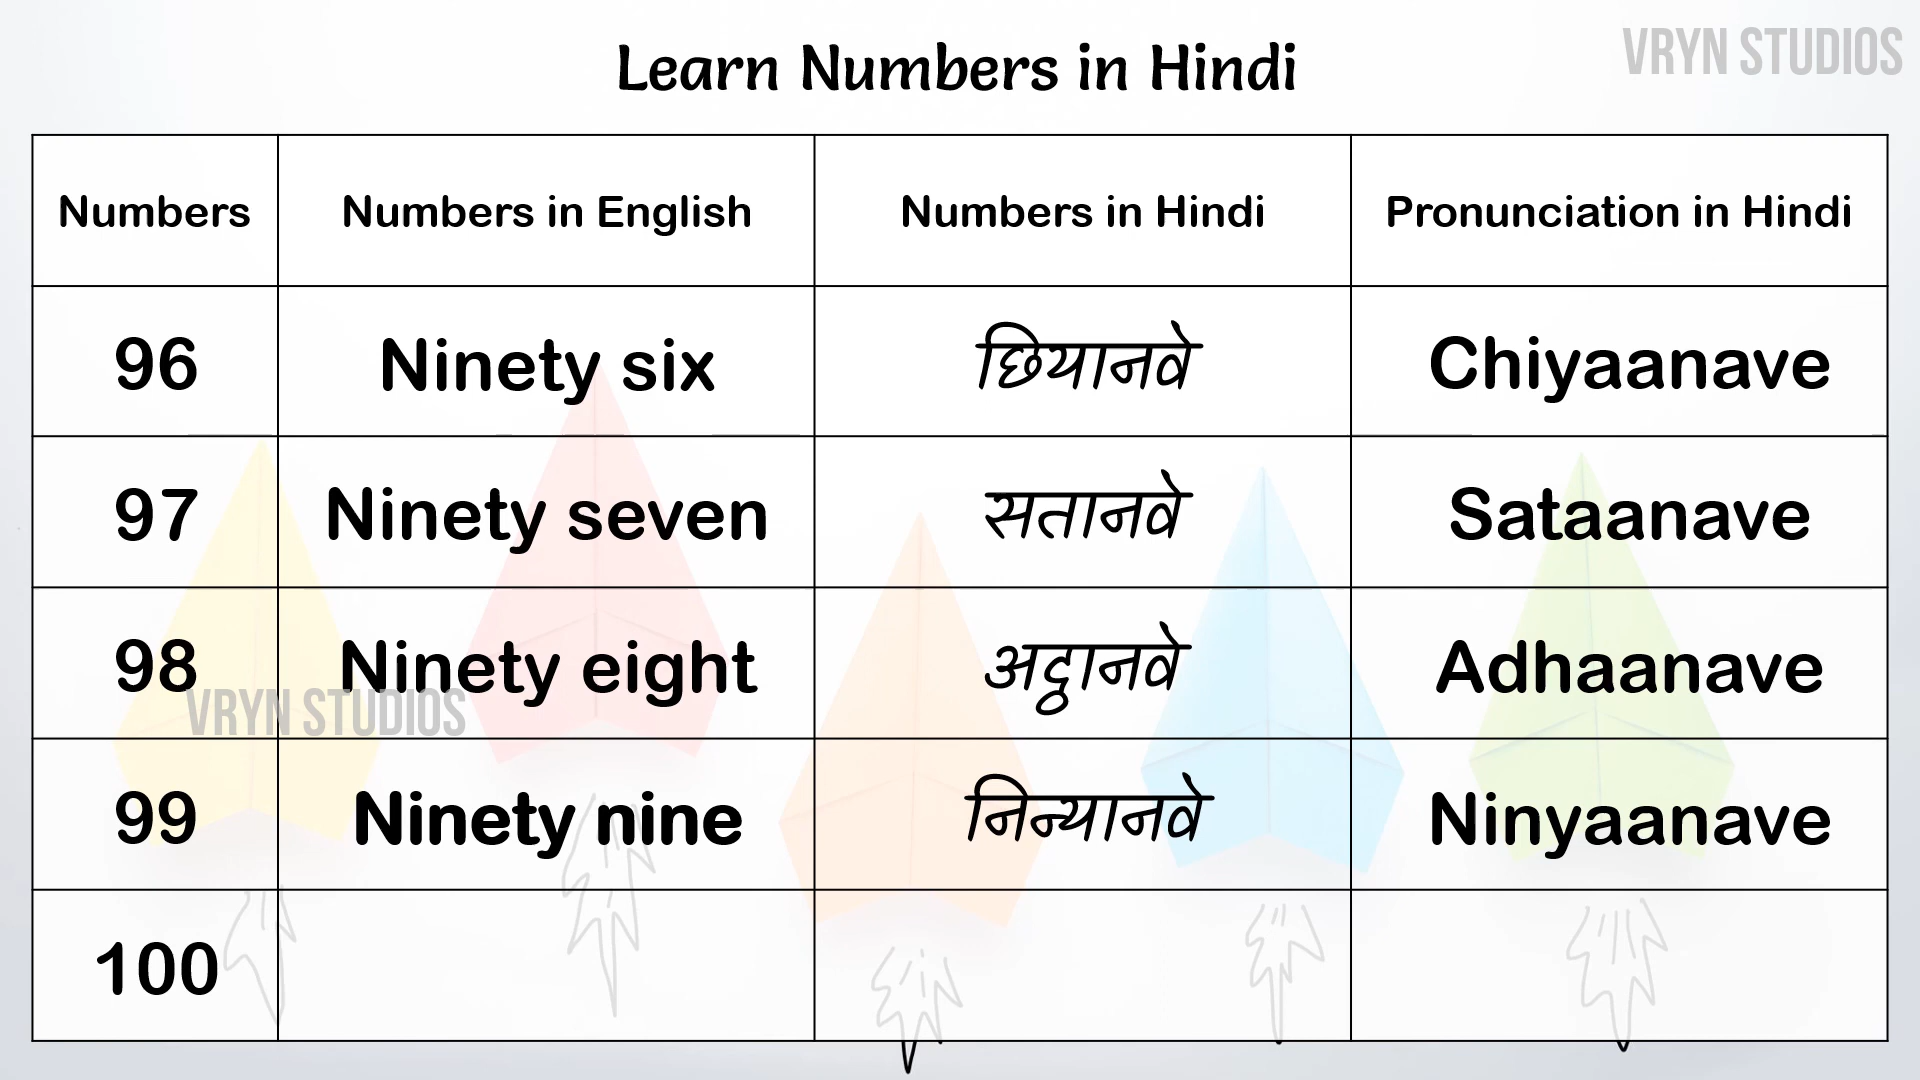 VRYN STUDIOS
Learn Numbers in Hindi
Numbers Numbers in English Numbers in Hindi Pronunciation in Hindi
96 Ninety six छियानवे Chiyaanave
97 Ninety seven सतानवे Sataanave
98 Ninety eight अट्ठानवे Adhaanave
VRYN STUDIOS
99 Ninety nine निन्यानवे Ninyaanave
100